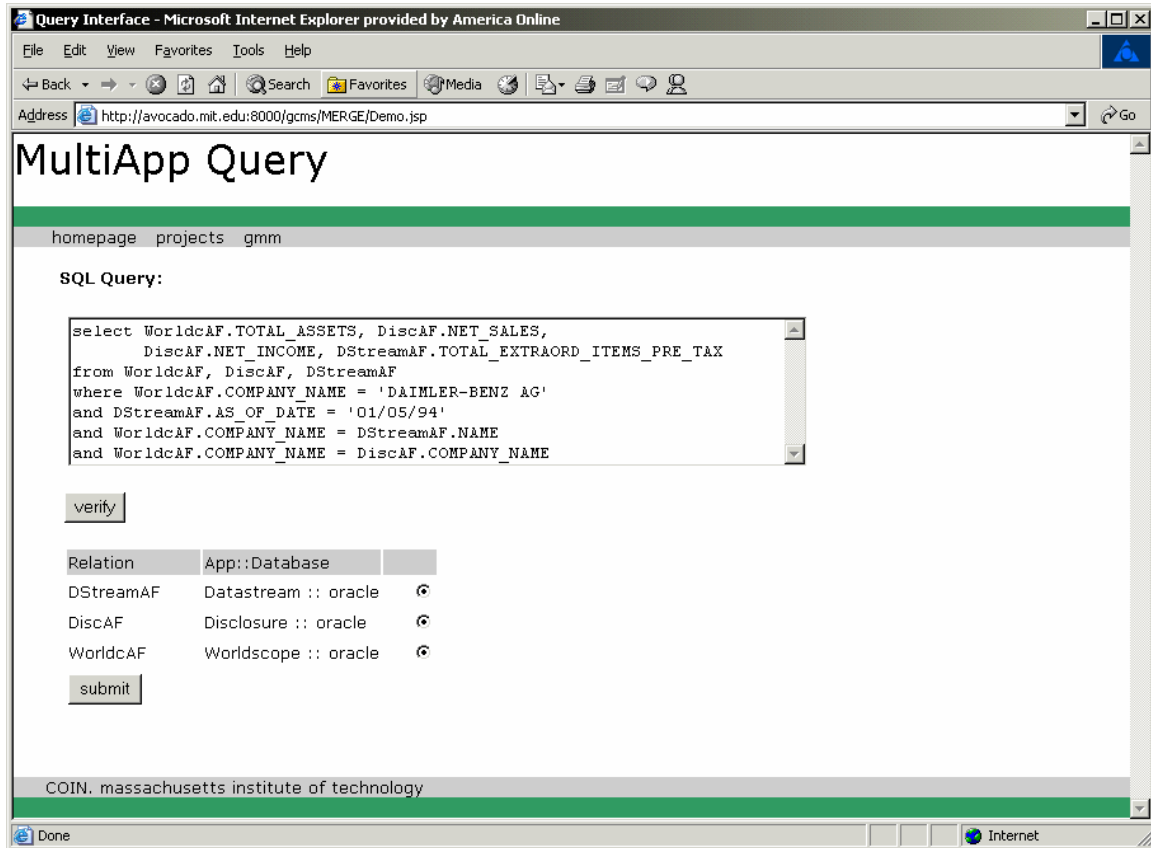 Query Interface - Microsoft Internet Explorer provided by America Online
File Edit View Favorites Tools Help
Back Search Favorites Media
Address http://avocado.mit.edu:8000/gcms/MERGE/Demo.jsp Go
MultiApp Query
homepage projects gmm
SQL Query:
select WorldcAF.TOTAL_ASSETS, DiscAF.NET_SALES,
DiscAF.NET_INCOME, DStreamAF.TOTAL_EXTRAORD_ITEMS_PRE_TAX
from WorldcAF, DiscAF, DStreamAF
where WorldcAF.COMPANY_NAME = 'DAIMLER-BENZ AG'
and DStreamAF.AS_OF_DATE = '01/05/94'
and WorldcAF.COMPANY_NAME = DStreamAF.NAME
and WorldcAF.COMPANY_NAME = DiscAF.COMPANY_NAME
verify
Relation App::Database
DStreamAF Datastream :: oracle
DiscAF Disclosure :: oracle
WorldcAF Worldscope :: oracle
submit
COIN. massachusetts institute of technology
Done Internet